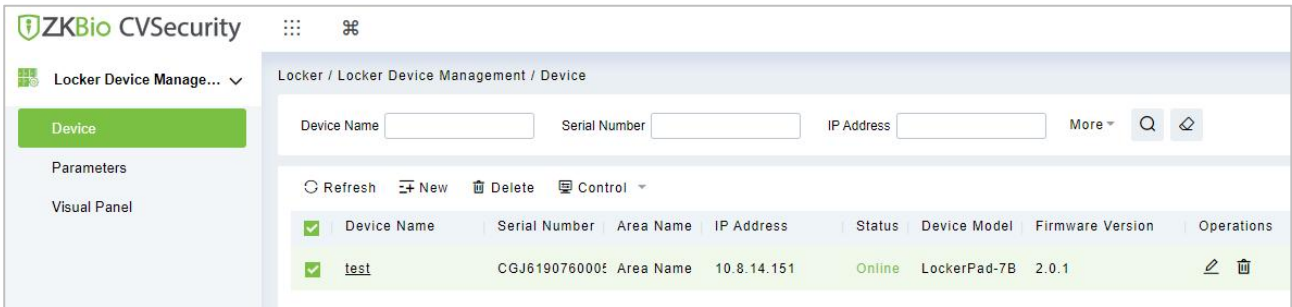 ZKBio CVSecurity
Locker Device Manage...
Locker / Locker Device Management / Device
Device
Parameters
Visual Panel
Device Name Serial Number IP Address More
Refresh New Delete Control
Device Name Serial Number Area Name IP Address Status Device Model Firmware Version Operations
test CGJ619076000 Area Name 10.8.14.151 Online LockerPad-7B 2.0.1